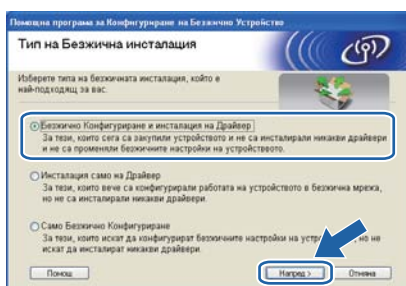 Помощна програма за Конфигуриране на Безжично Устройство
Тип на Безжична инсталация
Изберете типа на безжичната инсталация, който е
най-подходящ за вас.
Безжично Конфигуриране и инсталация на Драйвер
За тези, които сега са закупили устройството и не са инсталирали никакви драйвери
и не са променяли безжичните настройки на устройството.
Инсталация само на Драйвер
За тези, които вече са конфигурирали работата на устройството в безжична мрежа,
но не са инсталирали никакви драйвери.
Само Безжично Конфигуриране
За тези, които искат да конфигурират безжичните настройки на но не
искат да инсталират никакви драйвери.
Помощ
Напред >
Отмяна